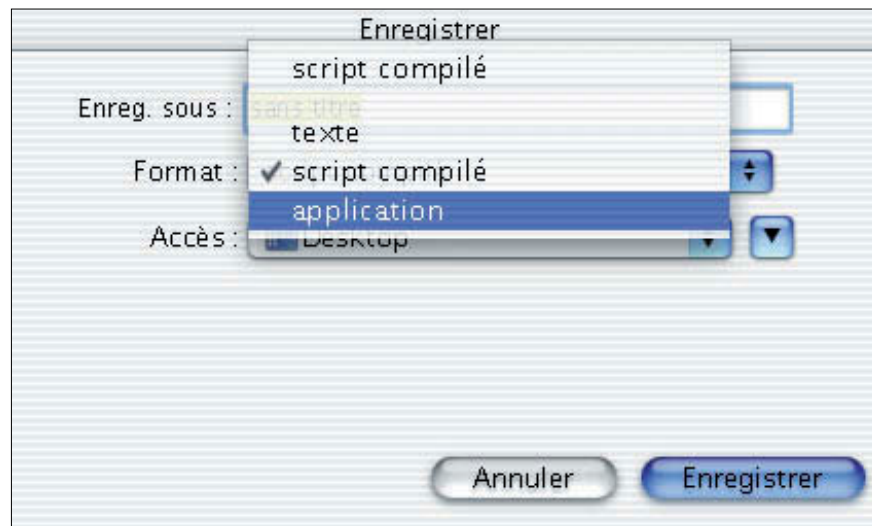 Enregistrer
script compilé
Enreg. sous : sans titre
texte
Format : ✓ script compilé
application
Accès : Desktop
Annuler Enregistrer